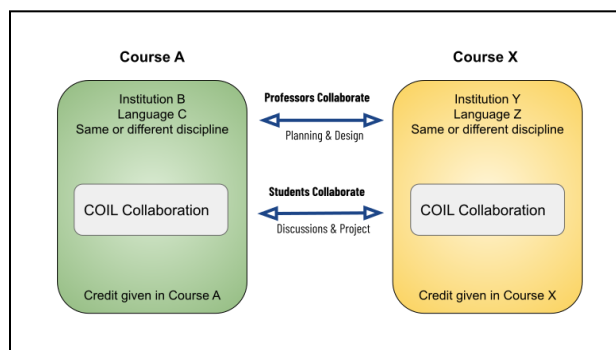 Course A
Course X
Institution B
Language C
Same or different discipline
Professors Collaborate
Planning & Design
Institution Y
Language Z
Same or different discipline
COIL Collaboration
Students Collaborate
Discussions & Project
COIL Collaboration
Credit given in Course A
Credit given in Course X